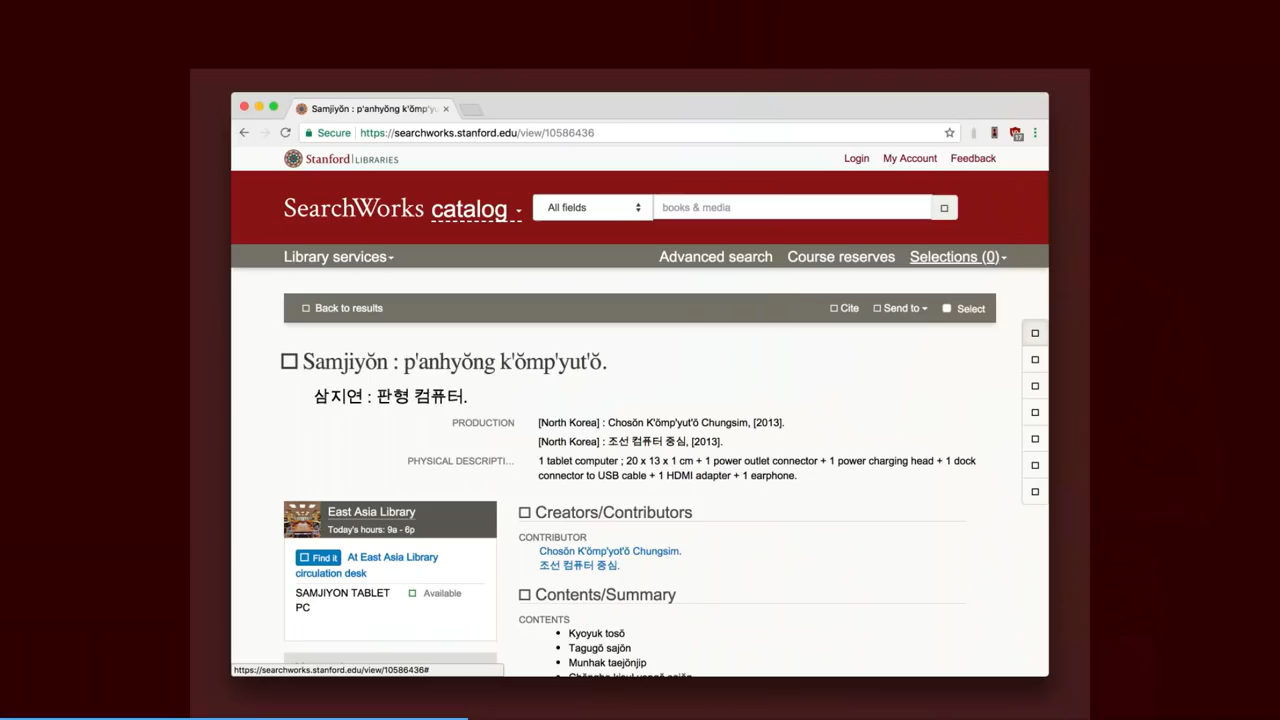 Samjiyŏn : p'anhyŏng k'ŏmp'yu
Secure https://searchworks.stanford.edu/view/10586436
Stanford LIBRARIES
Login My Account Feedback
SearchWorks catalog
All fields
books & media
Library services
Advanced search Course reserves Selections (0)
Back to results
Cite Send to Select
Samjiyŏn : p'anhyŏng k'ŏmp'yut'ŏ.
삼지연 : 판형 컴퓨터.
PRODUCTION [North Korea] : Chosŏn K'ŏmp'yut'ŏ Chungsim, [2013].
[North Korea] : 조선 컴퓨터 중심, [2013].
PHYSICAL DESCRIPTI... 1 tablet computer ; 20 x 13 x 1 cm + 1 power outlet connector + 1 power charging head + 1 dock
connector to USB cable + 1 HDMI adapter + 1 earphone.
East Asia Library
Today's hours: 9a - 6p
Find it At East Asia Library
circulation desk
SAMJIYON TABLET
PC
Available
Creators/Contributors
CONTRIBUTOR
Chosŏn K'ŏmp'yot'ŏ Chungsim.
조선 컴퓨터 중심.
Contents/Summary
CONTENTS
Kyoyuk tosŏ
Tagugŏ sajŏn
Munhak taejŏnjip
https://searchworks.stanford.edu/view/10586436#